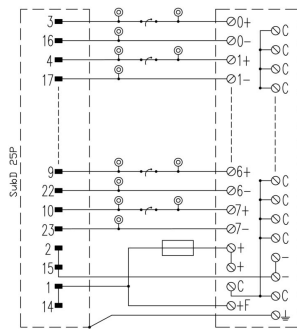 3 0+ C
16 0- C
4 1+ C
17 1- C
SubD 25P
9 6+ C
22 6- C
10 7+ C
23 7- C
2 + -
15 + -
1 C C
14 +F